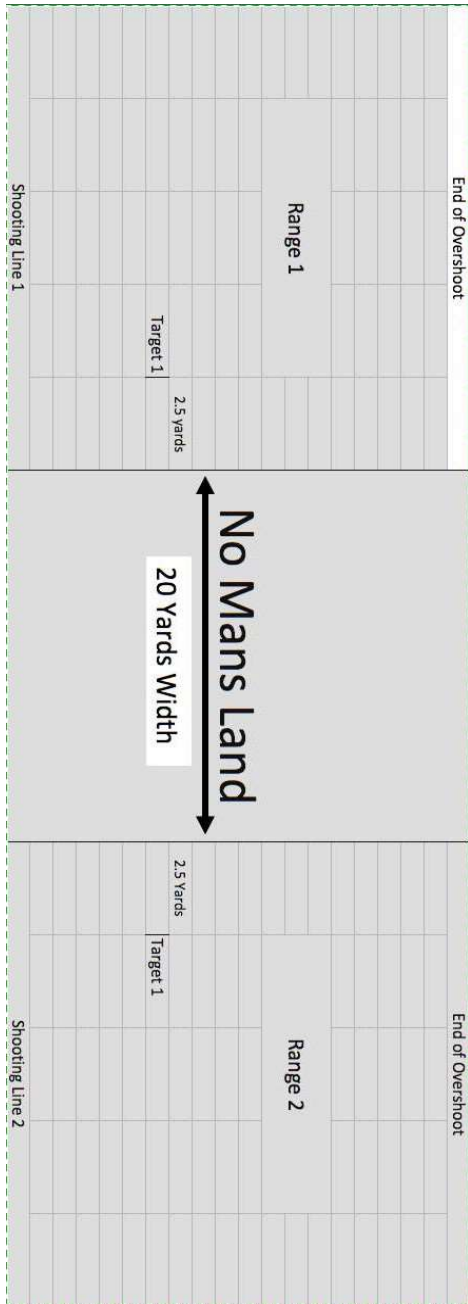 End of Overshoot
End of Overshoot
Range 1
Range 2
No Mans Land
20 Yards Width
2.5 yards
2.5 Yards
Target 1
Target 1
Shooting Line 1
Shooting Line 2